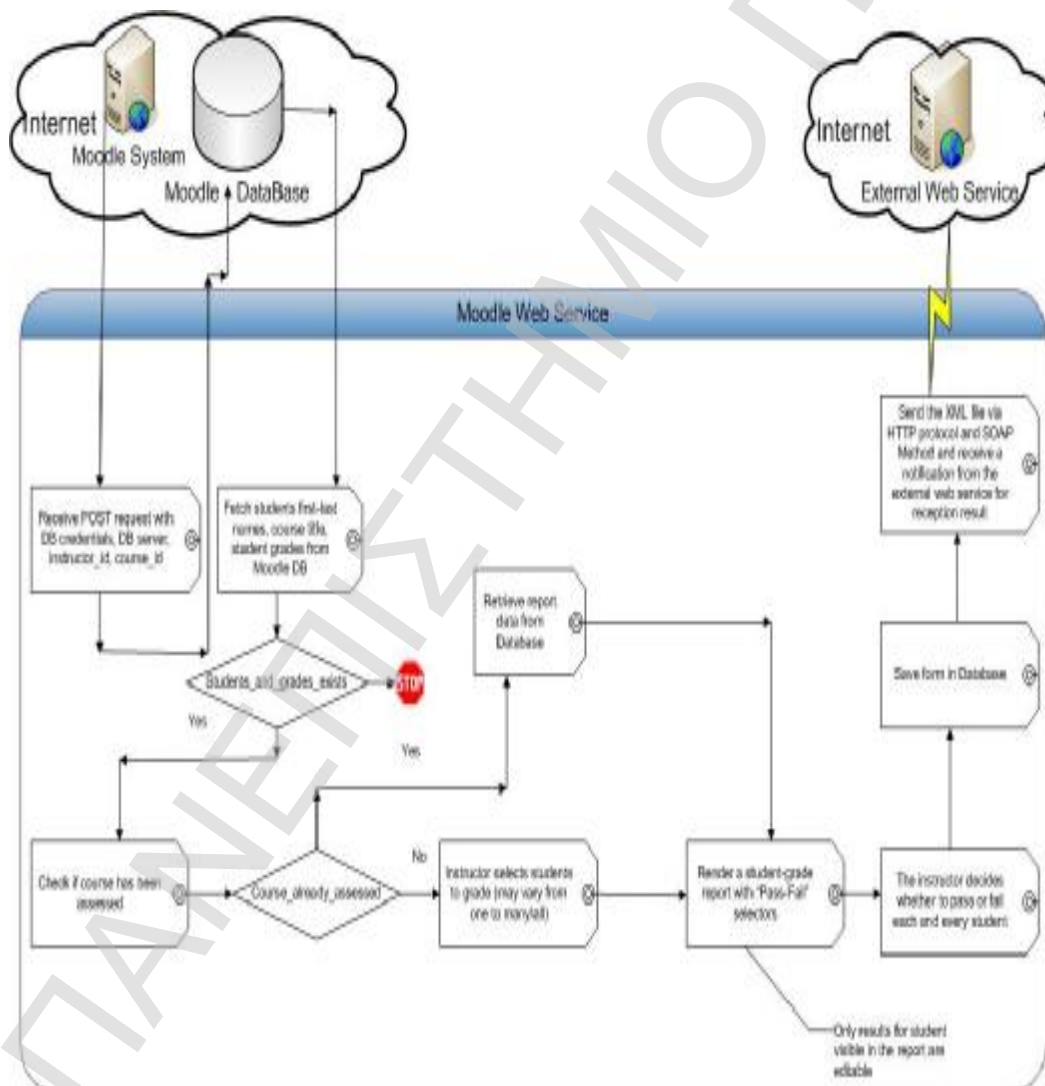 Internet
Moodle System
Moodle DataBase
Internet
External Web Service
Moodle Web Service
Send the XML file via
HTTP protocol and SOAP
Method and receive a
notification from the
external web service for
reception result
Receive POST request with
DB credentials, DB server,
instructor_id, course_id
Fetch students first-last
names, course title,
student grades from
Moodle DB
Retrieve report
data from
Database
Students_and_grades_exists
STOP
Save form in Database
Yes
Yes
Check if course has been
assessed
Course_already_assessed
No
Instructor selects students
to grade (may vary from
one to many/all)
Render a student-grade
report with "Pass-Fail"
selectors
The instructor decides
whether to pass or fail
each and every student
Only results for student
visible in the report are
editable
ΠΑΝΕΠΙΣΤΗΜΙΟ Π